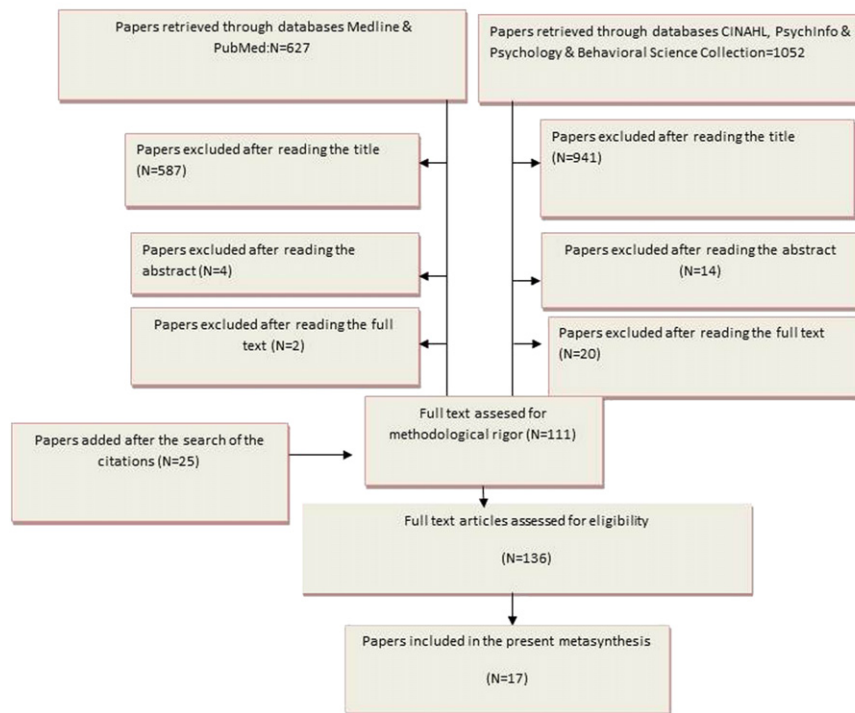 Papers retrieved through databases Medline &
PubMed:N=627
Papers retrieved through databases CINAHL, PsychInfo &
Psychology & Behavioral Science Collection=1052
Papers excluded after reading the title
(N=587)
Papers excluded after reading the title
(N=941)
Papers excluded after reading the
abstract (N=4)
Papers excluded after reading the abstract
(N=14)
Papers excluded after reading the full
text (N=2)
Papers excluded after reading the full text
(N=20)
Full text assesed for
methodological rigor (N=111)
Papers added after the search of the
citations (N=25)
Full text articles assessed for eligibility
(N=136)
Papers included in the present metasynthesis
(N=17)